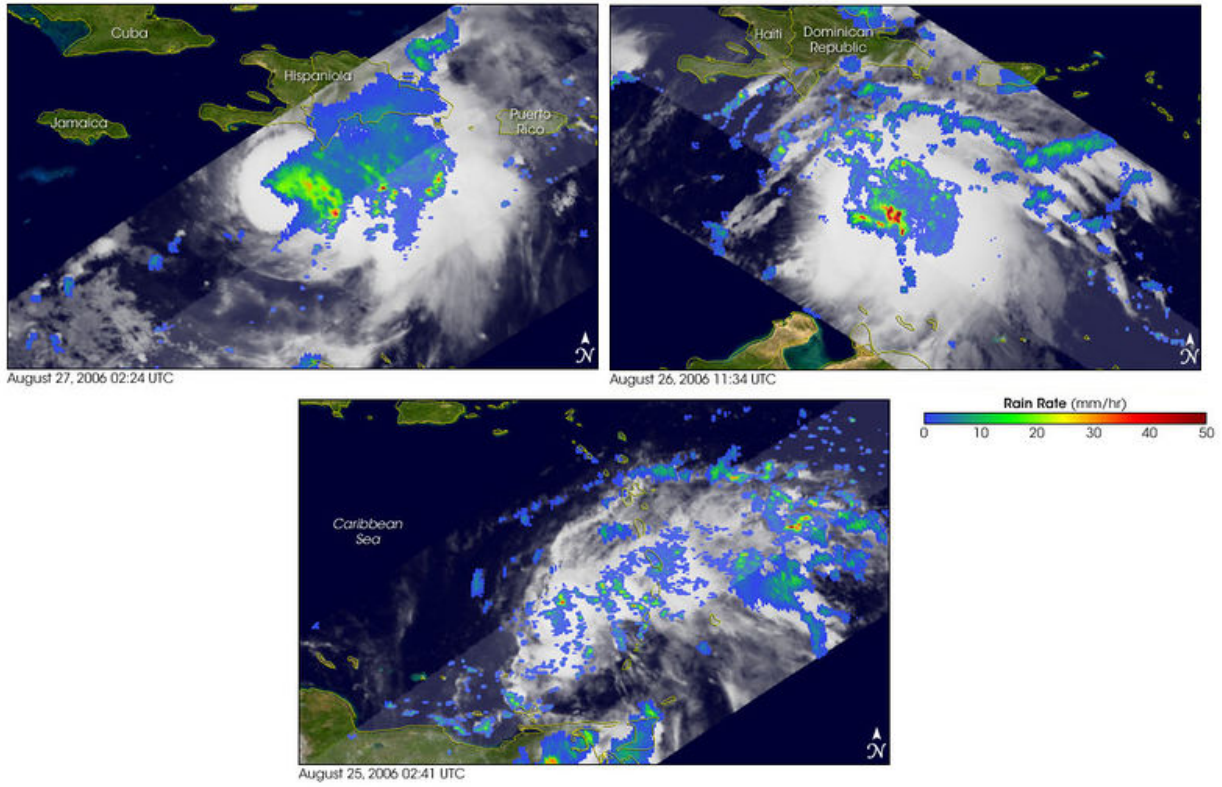 Cuba
Hispaniola
Jamaica
Puerto
Rico
N
August 27, 2006 02:24 UTC
Haiti
Dominican
Republic
N
August 26, 2006 11:34 UTC
Rain Rate (mm/hr)
0 10 20 30 40 50
Caribbean
Sea
N
August 25, 2006 02:41 UTC